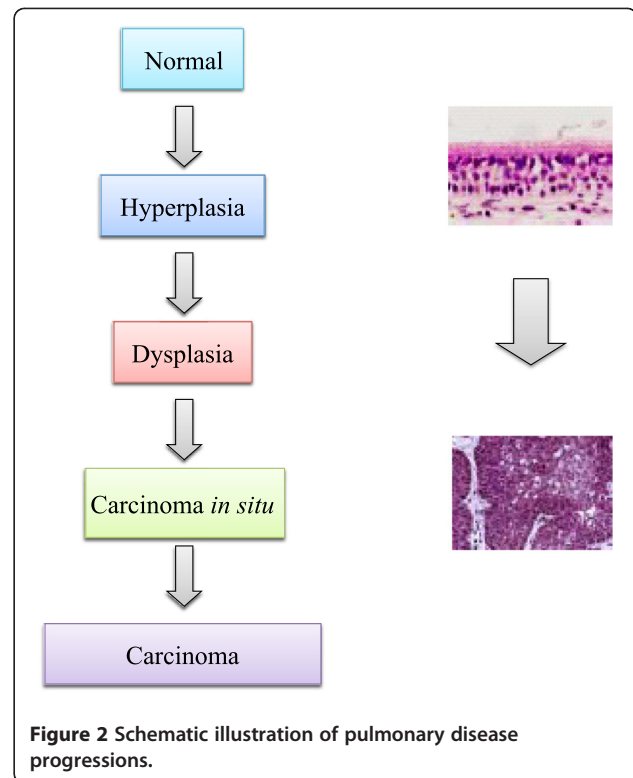 Normal
Hyperplasia
Dysplasia
Carcinoma in situ
Carcinoma
Figure 2 Schematic illustration of pulmonary disease
progressions.